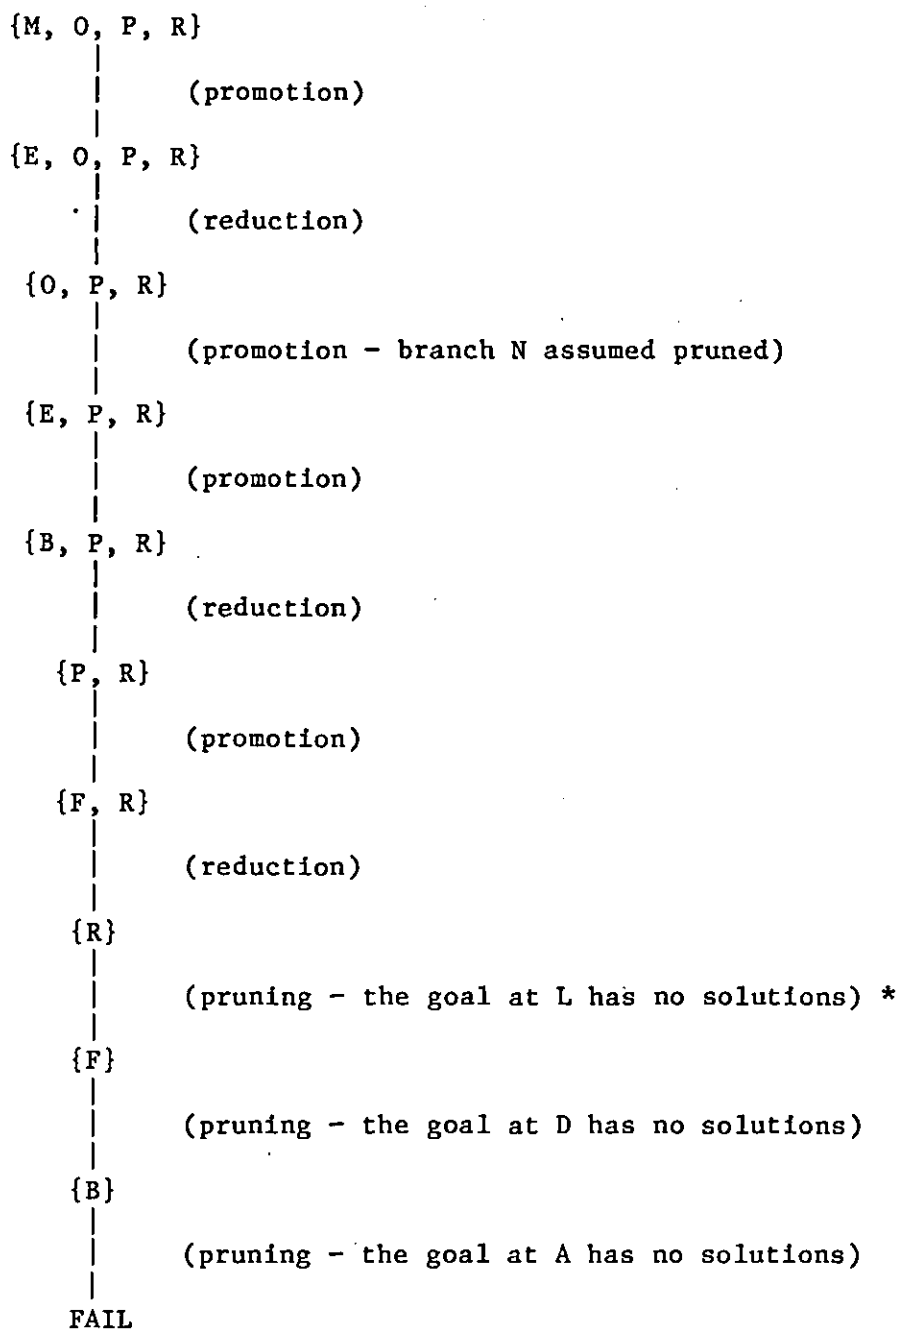 {M, O, P, R}
(promotion)
{E, O, P, R}
(reduction)
{O, P, R}
(promotion - branch N assumed pruned)
{E, P, R}
(promotion)
{B, P, R}
(reduction)
{P, R}
(promotion)
{F, R}
(reduction)
{R}
(pruning - the goal at L has no solutions) *
{F}
(pruning - the goal at D has no solutions)
{B}
(pruning - the goal at A has no solutions)
FAIL